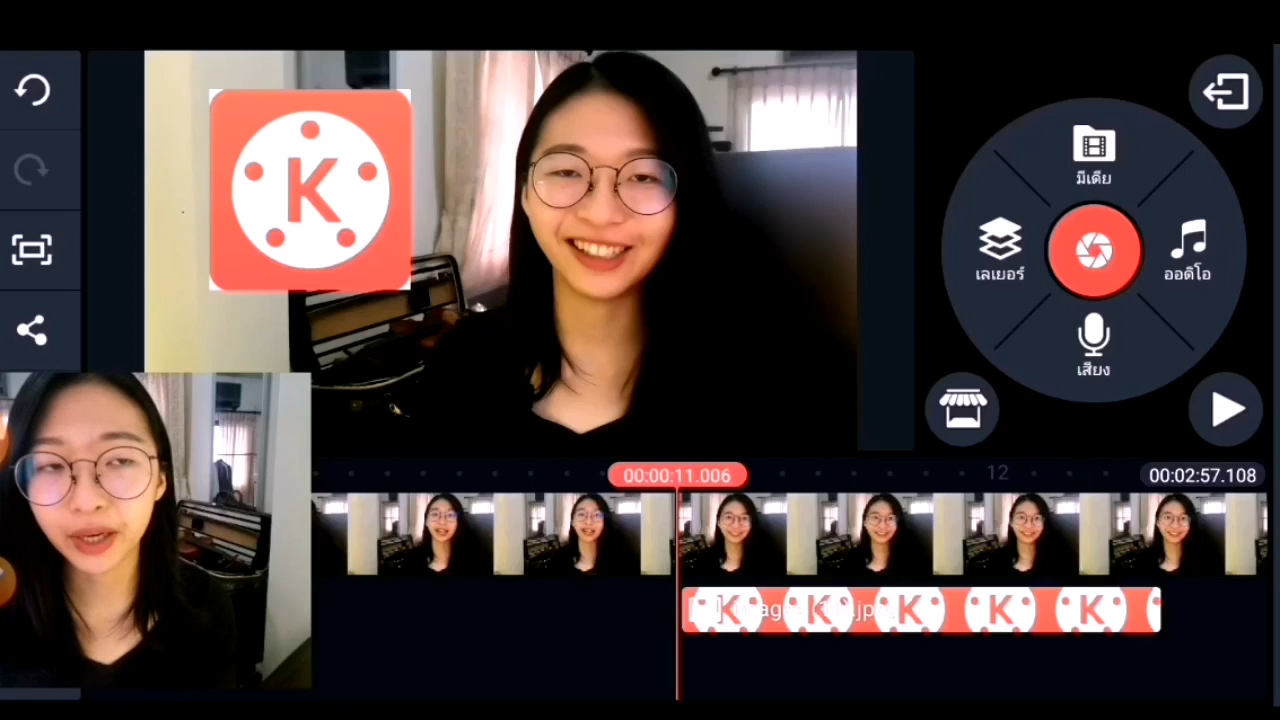 K
มีเดีย
เลเยอร์
ออดิโอ
เสียง
00:00:11.006
12
00:02:57.108
K K K K K